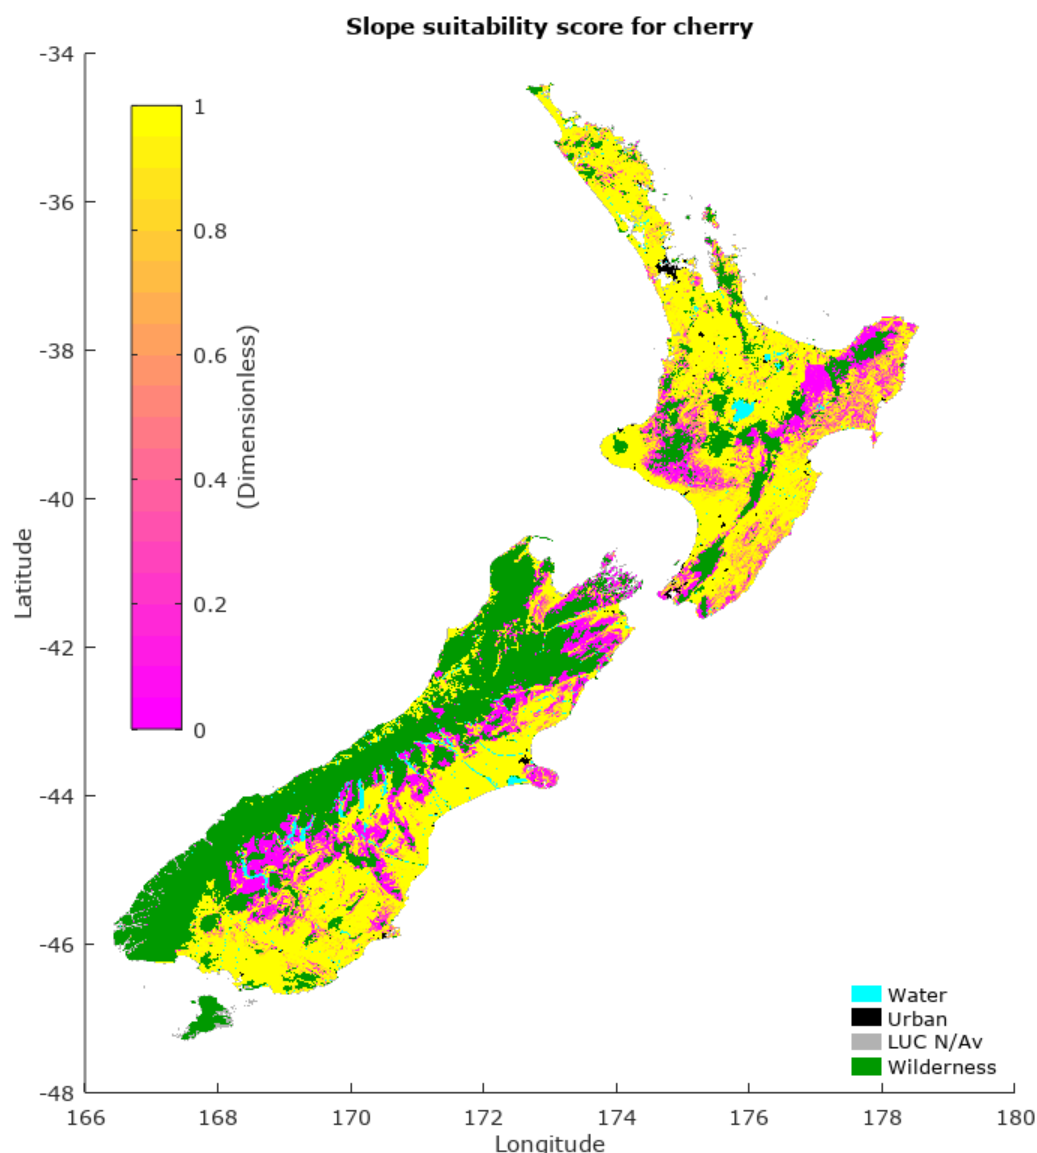 Slope suitability score for cherry
-34
-36
-38
-40
-42
-44
-46
-48
Latitude
1
0.8
0.6
0.4
0.2
0
(Dimensionless)
Water
Urban
LUC N/Av
Wilderness
166 168 170 172 174 176 178 180
Longitude